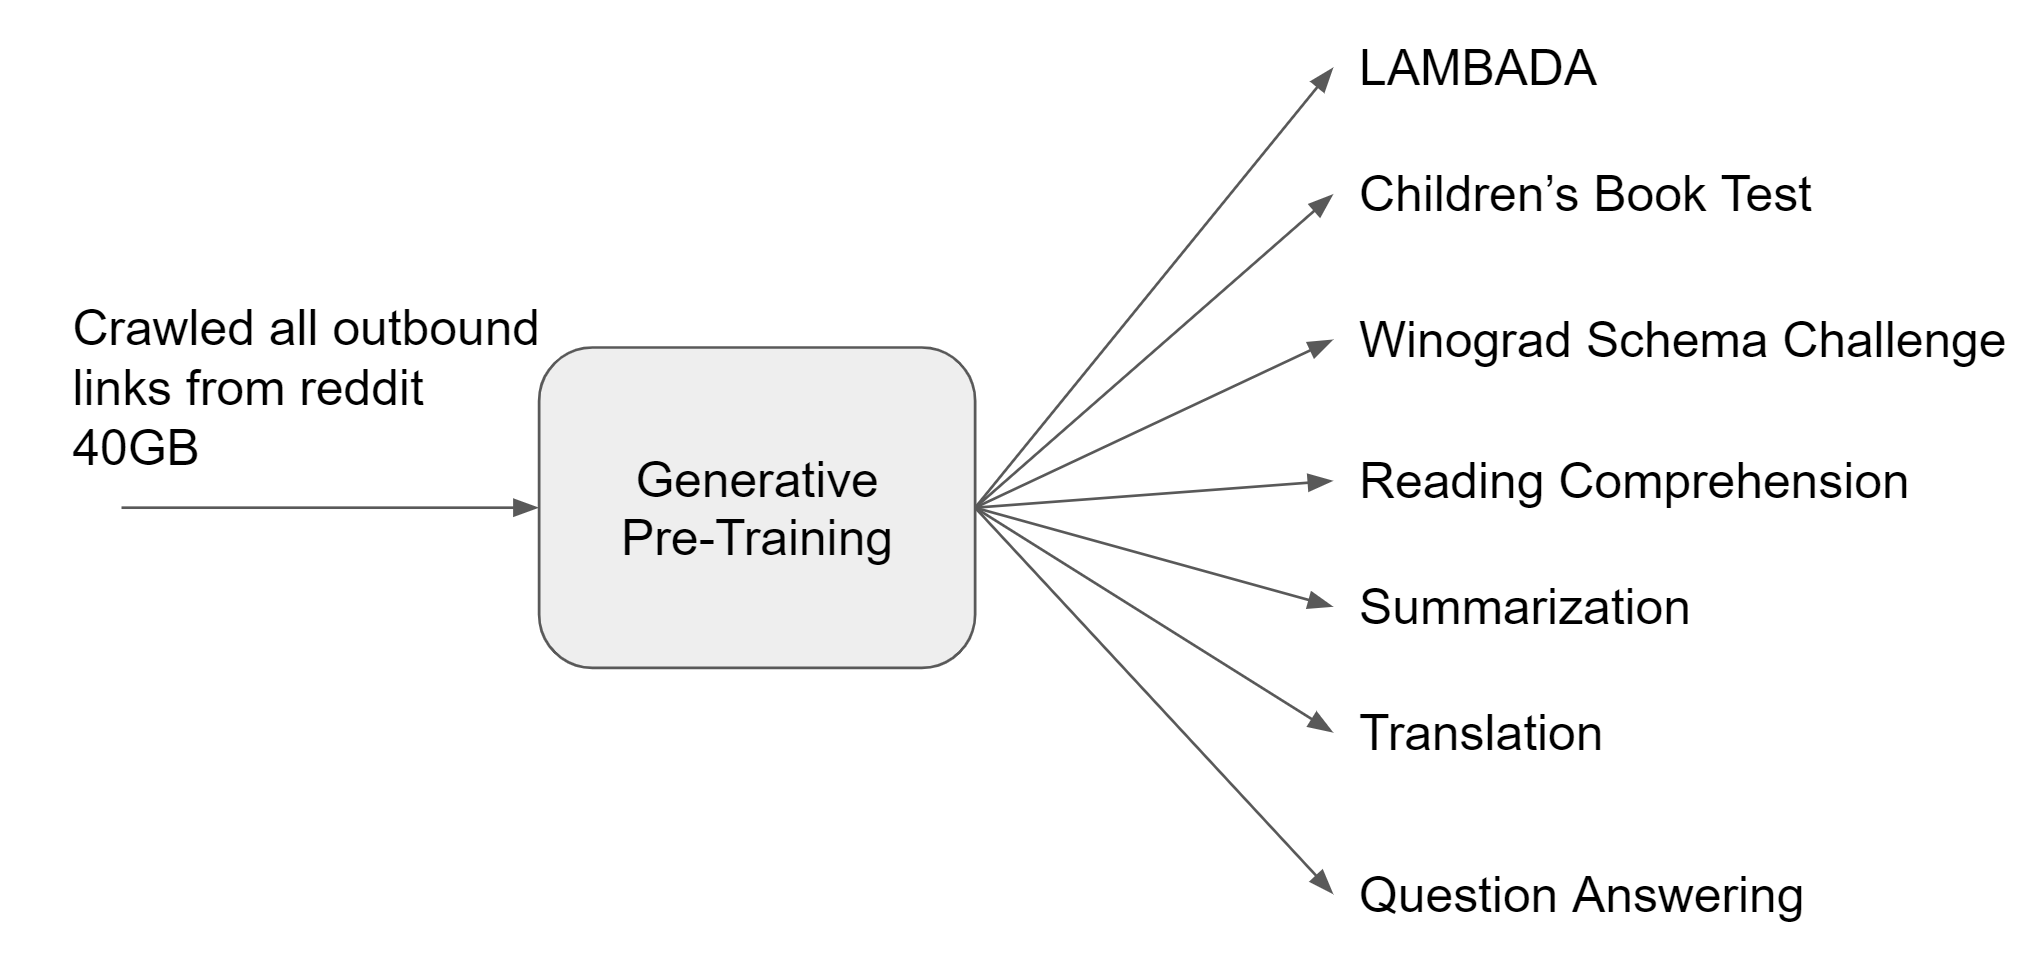 Crawled all outbound
links from reddit
40GB
Generative
Pre-Training
LAMBADA
Children’s Book Test
Winograd Schema Challenge
Reading Comprehension
Summarization
Translation
Question Answering